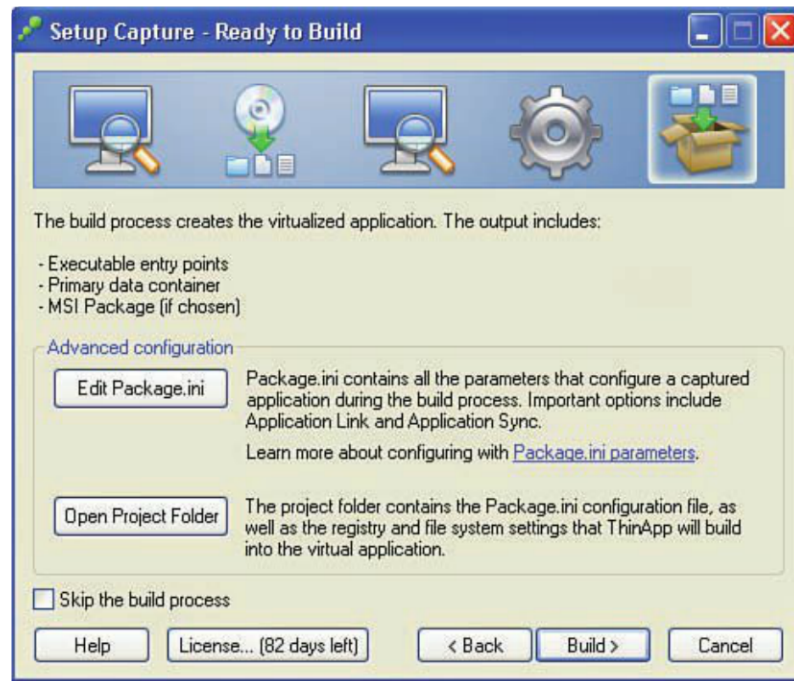 Setup Capture - Ready to Build
The build process creates the virtualized application. The output includes:
- Executable entry points
- Primary data container
- MSI Package (if chosen)
Advanced configuration
Edit Package.ini
Package.ini contains all the parameters that configure a captured
application during the build process. Important options include
Application Link and Application Sync.
Learn more about configuring with Package.ini parameters.
Open Project Folder
The project folder contains the Package.ini configuration file, as
well as the registry and file system settings that ThinApp will build
into the virtual application.
Skip the build process
Help License... (82 days left) < Back Build > Cancel